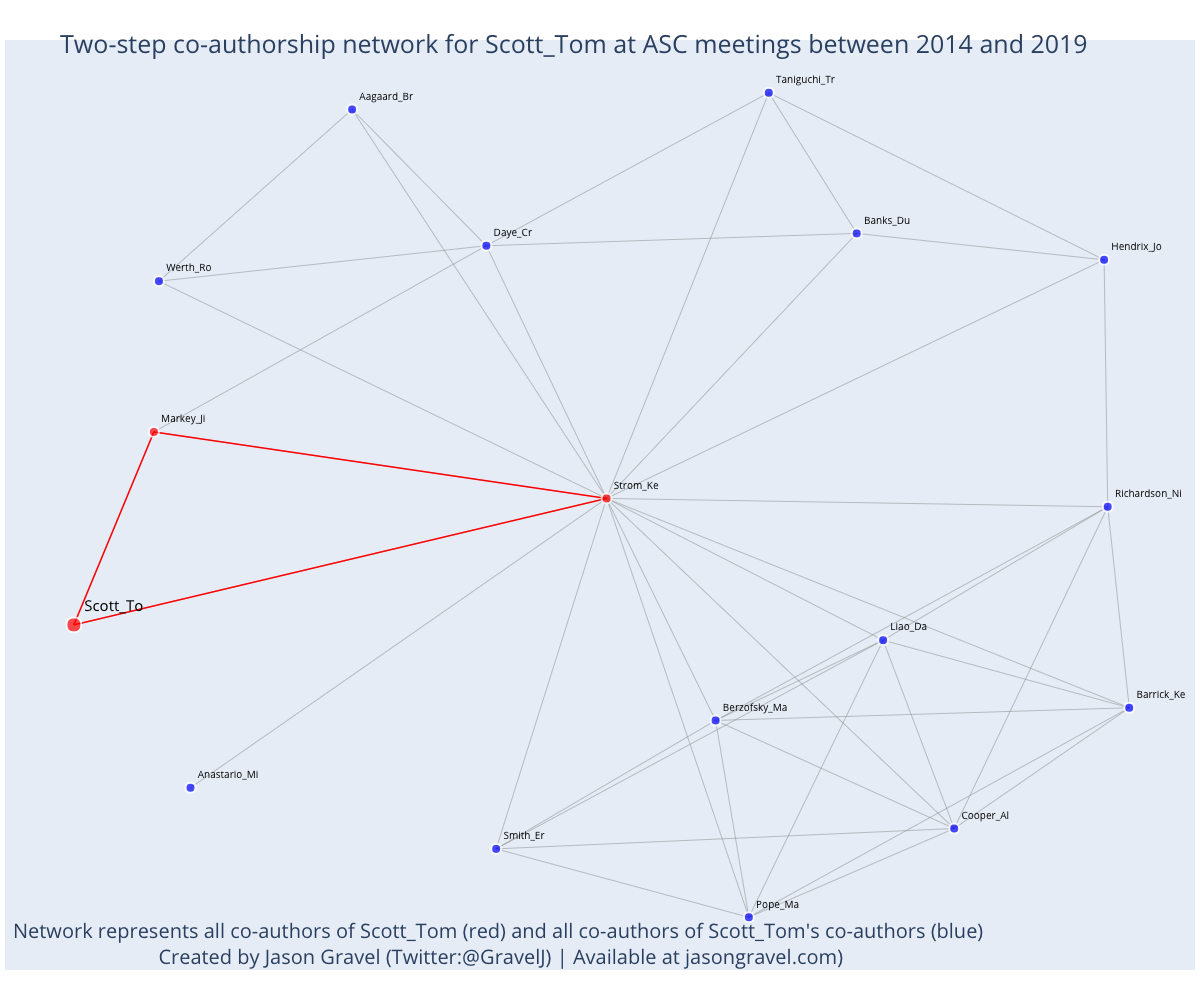 Two-step co-authorship network for Scott_Tom at ASC meetings between 2014 and 2019
Taniguchi_Tr
Aagaard_Br
Banks_Du
Daye_Cr
Hendrix_Jo
Werth_Ro
Markey_Ji
Strom_Ke
Richardson_Ni
Scott_To
Liao_Da
Barrick_Ke
Berzofsky_Ma
Anastario_Mi
Cooper_Al
Smith_Er
Pope_Ma
Network represents all co-authors of Scott_Tom (red) and all co-authors of Scott_Tom's co-authors (blue)
Created by Jason Gravel (Twitter:@GravelJ) | Available at jasongravel.com)